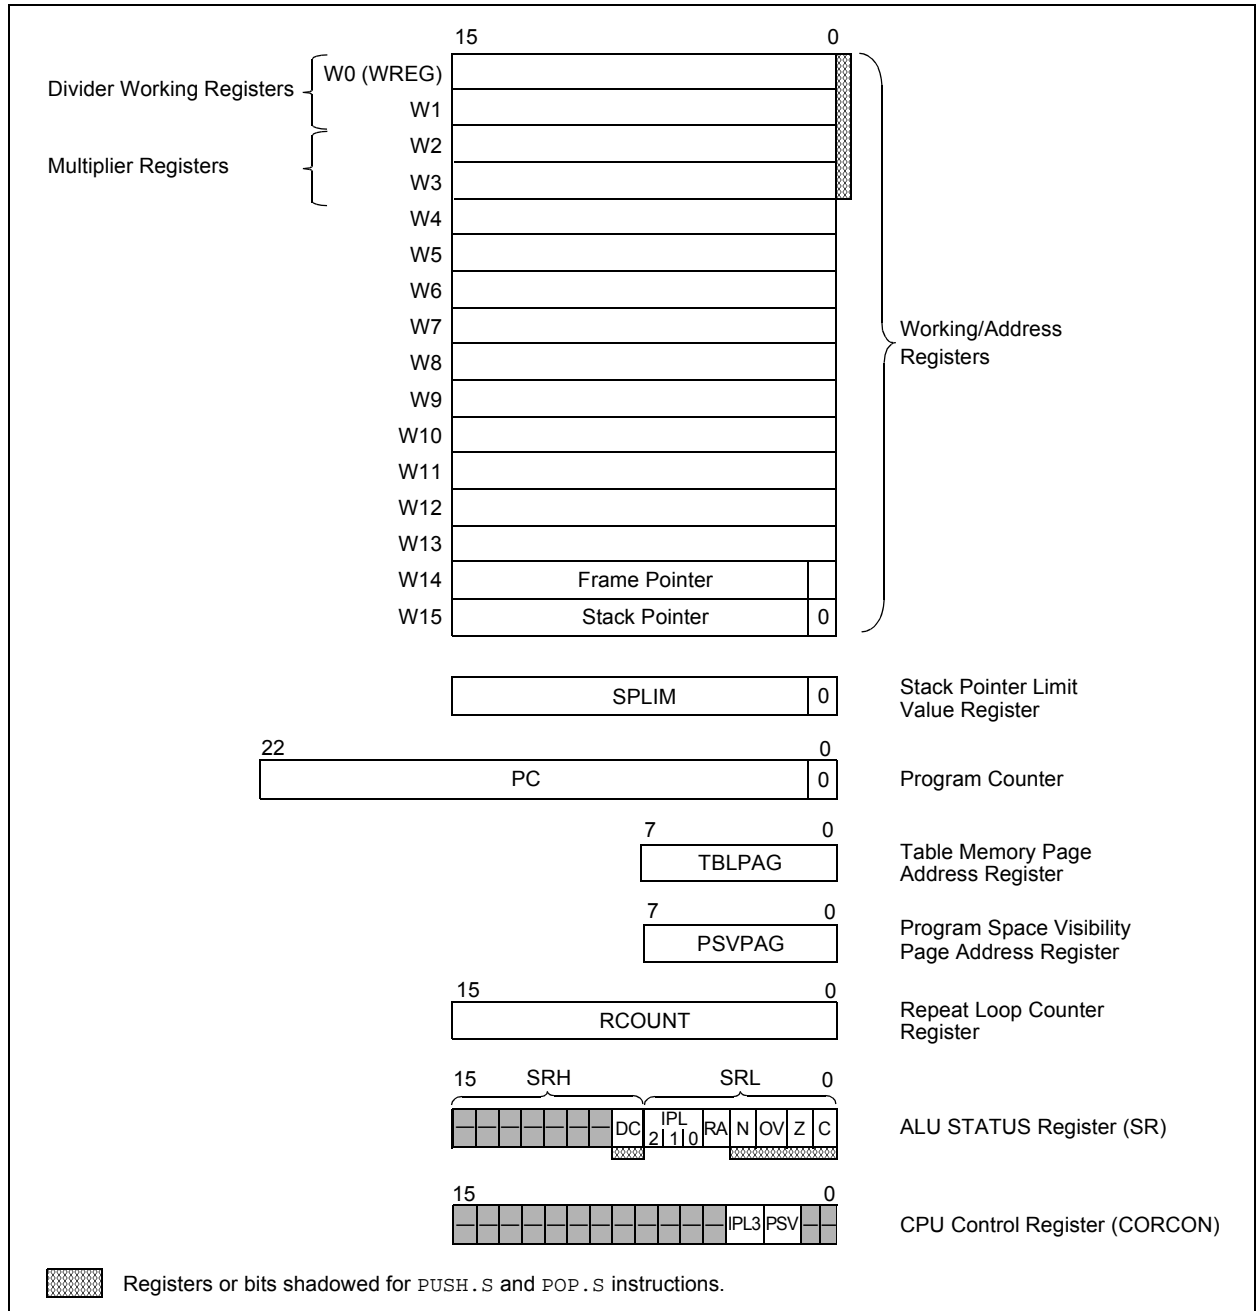 15 0
Divider Working Registers
W0 (WREG)
W1
Multiplier Registers
W2
W3
W4
W5
W6
W7
Working/Address
Registers
W8
W9
W10
W11
W12
W13
W14 Frame Pointer
W15 Stack Pointer 0
SPLIM 0
Stack Pointer Limit
Value Register
22 0
PC 0 Program Counter
7 0
TBLPAG
Table Memory Page
Address Register
7 0
PSVPAG
Program Space Visibility
Page Address Register
15 0
RCOUNT
Repeat Loop Counter
Register
15 SRH SRL 0
— — — — — — — DC IPL 2 1 0 RA N OV Z C ALU STATUS Register (SR)
15 0
— — — — — — — — — — — — IPL3 PSV — — CPU Control Register (CORCON)
Registers or bits shadowed for PUSH.S and POP.S instructions.